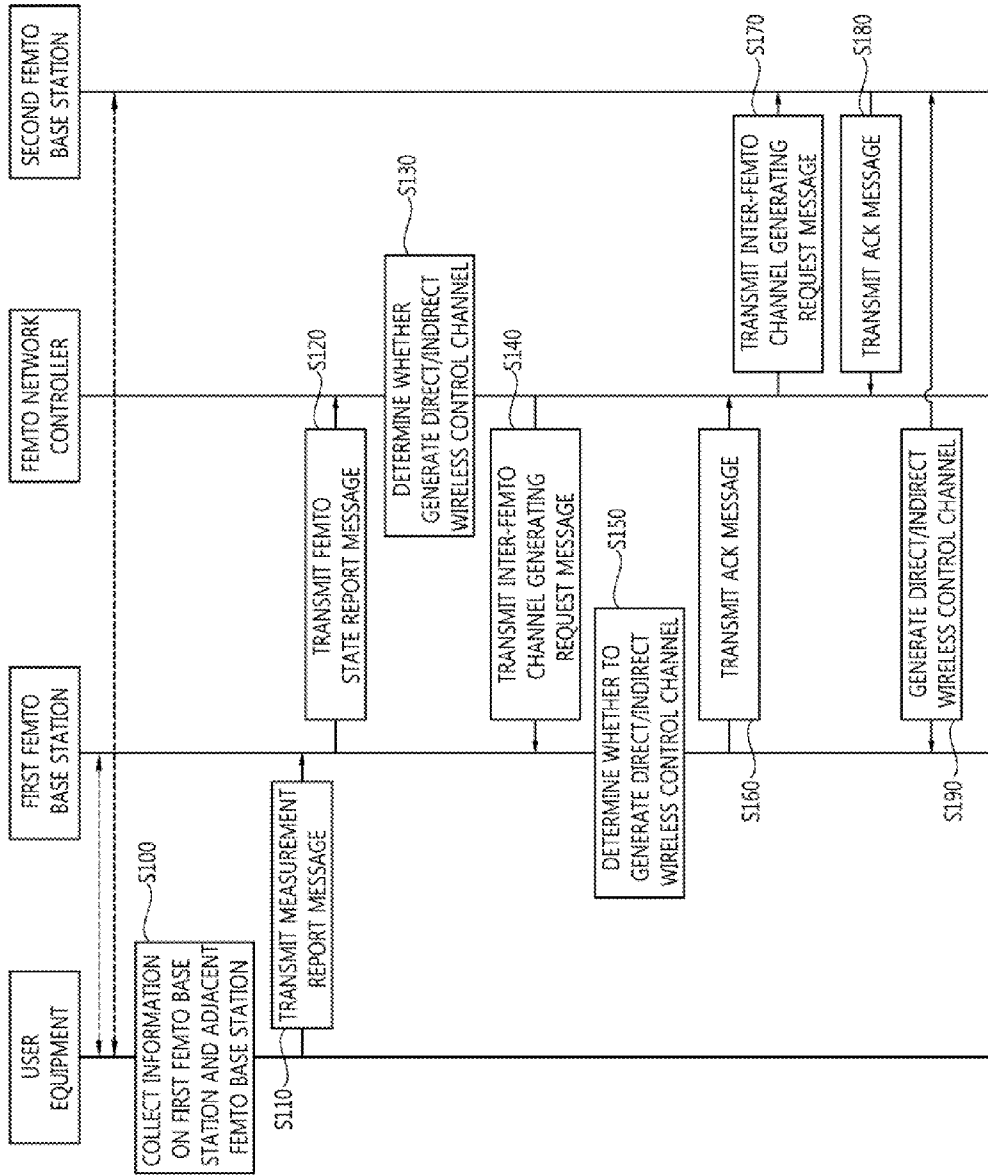 USER
EQUIPMENT
FIRST FEMTO
BASE STATION
FEMTO NETWORK
CONTROLLER
SECOND FEMTO
BASE STATION
COLLECT INFORMATION
ON FIRST FEMTO BASE
STATION AND ADJACENT
FEMTO BASE STATION
S100
TRANSMIT MEASUREMENT
REPORT MESSAGE
S110
TRANSMIT FEMTO
STATE REPORT MESSAGE
S120
DETERMINE WHETHER
GENERATE DIRECT/INDIRECT
WIRELESS CONTROL CHANNEL
S130
TRANSMIT INTER-FEMTO
CHANNEL GENERATING
REQUEST MESSAGE
S140
DETERMINE WHETHER TO
GENERATE DIRECT/INDIRECT
WIRELESS CONTROL CHANNEL
S150
TRANSMIT ACK MESSAGE
S160
TRANSMIT INTER-FEMTO
CHANNEL GENERATING
REQUEST MESSAGE
S170
TRANSMIT ACK MESSAGE
S180
GENERATE DIRECT/INDIRECT
WIRELESS CONTROL CHANNEL
S190